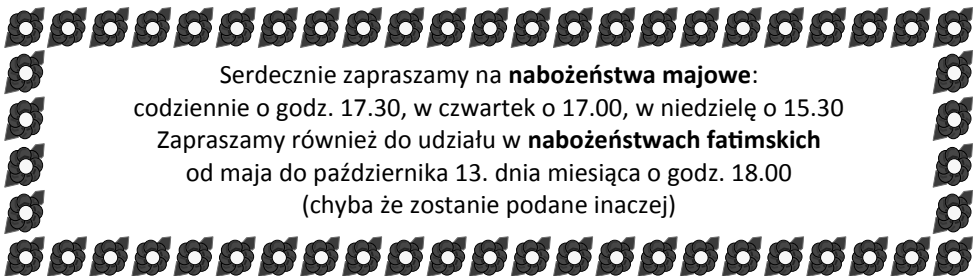 Serdecznie zapraszamy na nabożeństwa majowe:
codziennie o godz. 17.30, w czwartek o 17.00, w niedzielę o 15.30
Zapraszamy również do udziału w nabożeństwach fatimskich
od maja do października 13. dnia miesiąca o godz. 18.00
(chyba że zostanie podane inaczej)